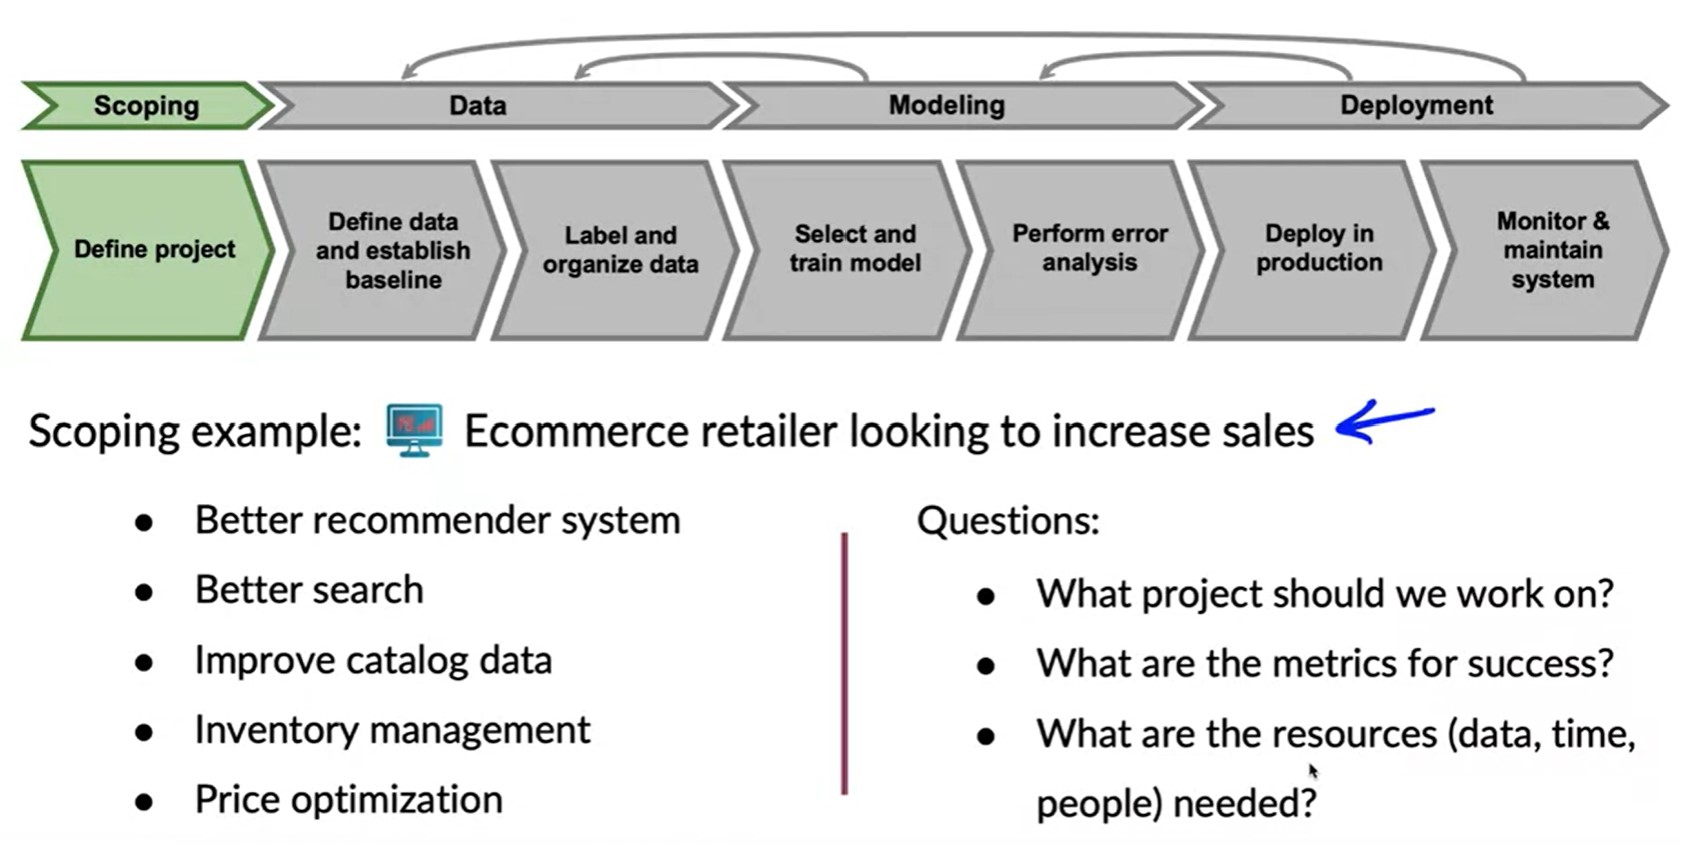 Scoping
Data
Modeling
Deployment
Define project
Define data
and establish
baseline
Label and
organize data
Select and
train model
Perform error
analysis
Deploy in
production
Monitor &
maintain
system
Scoping example: Ecommerce retailer looking to increase sales
• Better recommender system
• Better search
• Improve catalog data
• Inventory management
• Price optimization
Questions:
• What project should we work on?
• What are the metrics for success?
• What are the resources (data, time,
people) needed?